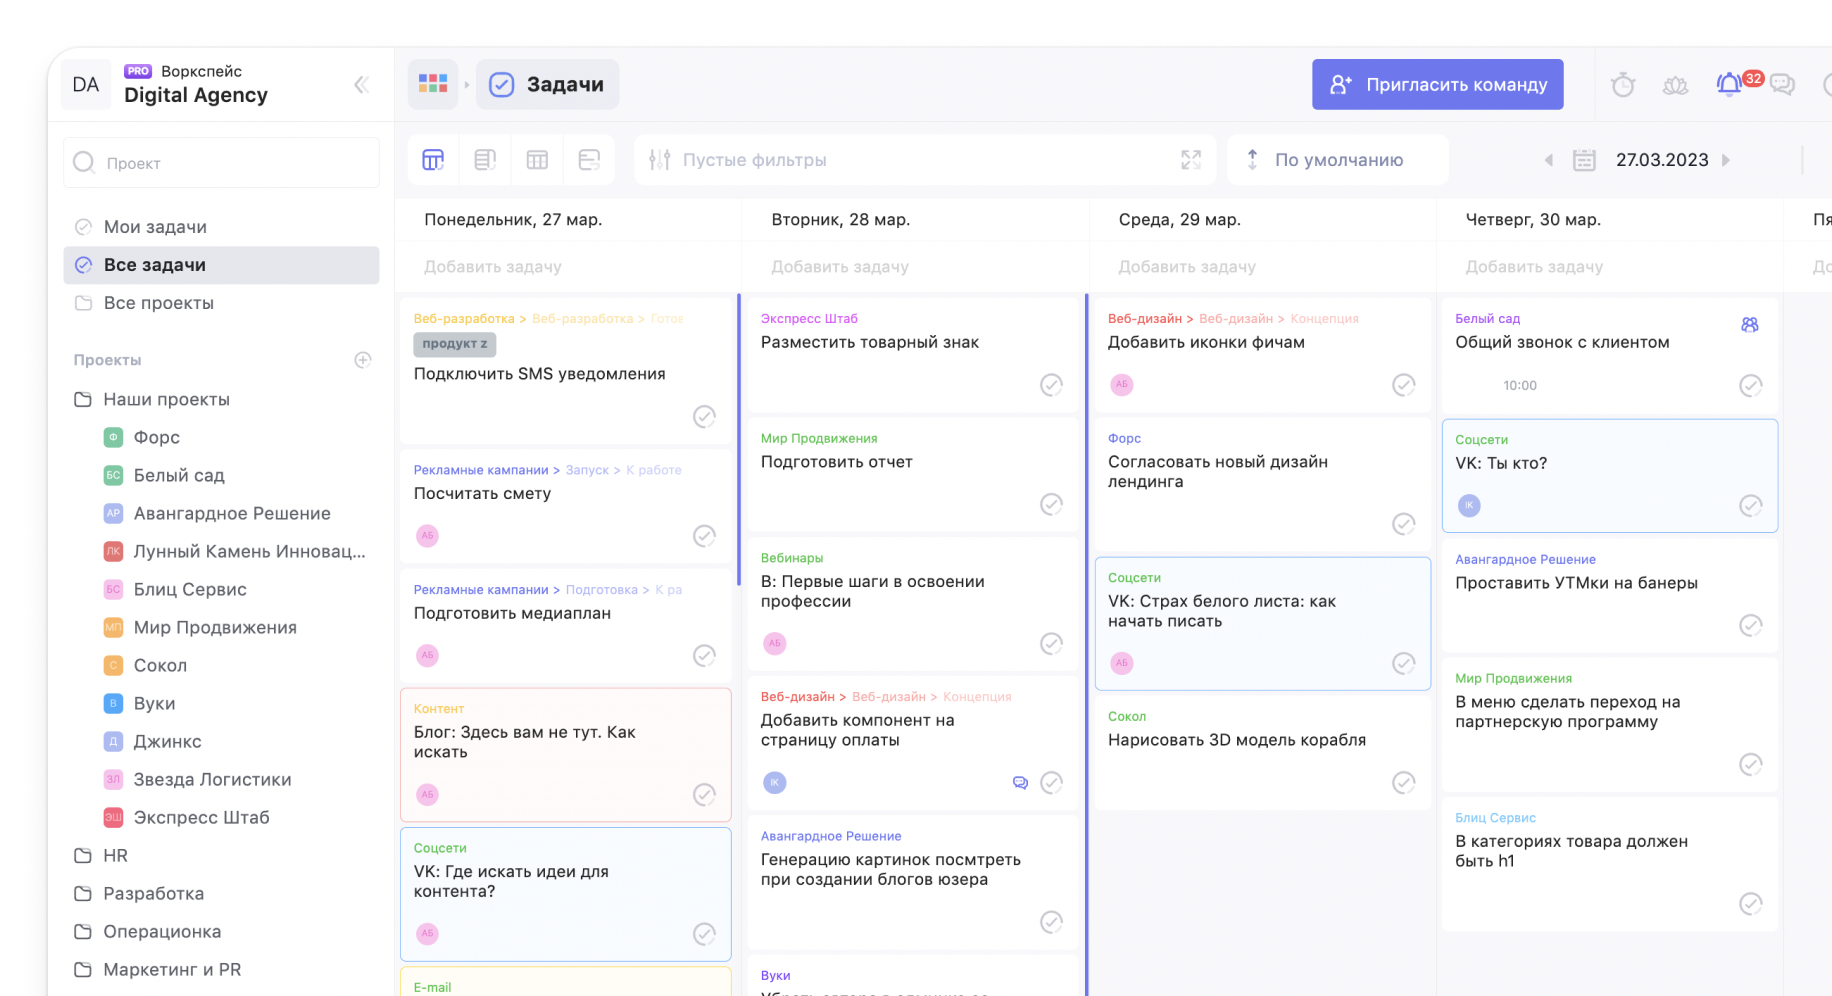 DA
PRO Воркспейс
Digital Agency
Задачи
Пригласить команду
32
Проект
Пустые фильтры
По умолчанию
27.03.2023
Мои задачи
Все задачи
Все проекты
Проекты
Наши проекты
Ф Форс
БС Белый сад
АР Авангардное Решение
ЛК Лунный Камень Инновац...
БС Блиц Сервис
МП Мир Продвижения
С Сокол
В Вуки
Д Джинкс
ЗЛ Звезда Логистики
ЭШ Экспресс Штаб
HR
Разработка
Операционка
Маркетинг и PR
Понедельник, 27 мар.
Добавить задачу
Веб-разработка > Веб-разработка > Готов
продукт z
Подключить SMS уведомления
Рекламные кампании > Запуск > К работе
Посчитать смету
АБ
Рекламные кампании > Подготовка > К ра
Подготовить медиаплан
АБ
Контент
Блог: Здесь вам не тут. Как
искать
АБ
Соцсети
VK: Где искать идеи для
контента?
АБ
E-mail
Вторник, 28 мар.
Добавить задачу
Экспресс Штаб
Разместить товарный знак
Мир Продвижения
Подготовить отчет
Вебинары
В: Первые шаги в освоении
профессии
АБ
Веб-дизайн > Веб-дизайн > Концепция
Добавить компонент на
страницу оплаты
IK
Авангардное Решение
Генерацию картинок посмтреть
при создании блогов юзера
Вуки
Среда, 29 мар.
Добавить задачу
Веб-дизайн > Веб-дизайн > Концепция
Добавить иконки фичам
АБ
Форс
Согласовать новый дизайн
лендинга
Соцсети
VK: Страх белого листа: как
начать писать
АБ
Сокол
Нарисовать 3D модель корабля
Четверг, 30 мар.
Добавить задачу
Белый сад
Общий звонок с клиентом
10:00
Соцсети
VK: Ты кто?
IK
Авангардное Решение
Проставить УТМки на банеры
Мир Продвижения
В меню сделать переход на
партнерскую программу
Блиц Сервис
В категориях товара должен
быть h1
Пя
До